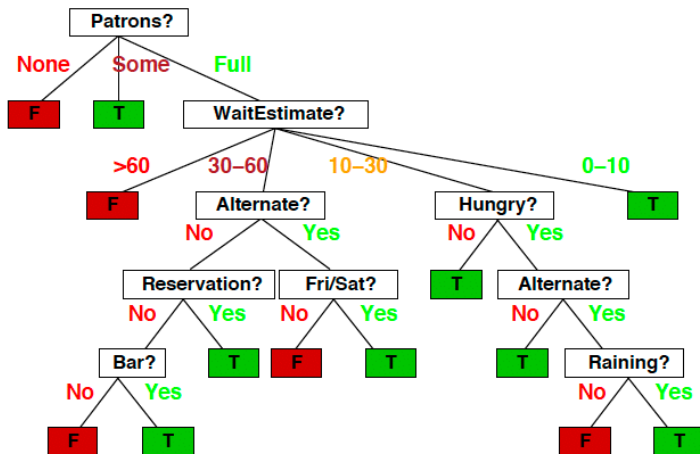 Patrons?
None Some Full
F T WaitEstimate?
>60 30–60 10–30 0–10
F Alternate? Hungry? T
No Yes No Yes
Reservation? Fri/Sat? T Alternate?
No Yes No Yes No Yes
Bar? T F T T Raining?
No Yes No Yes
F T F T